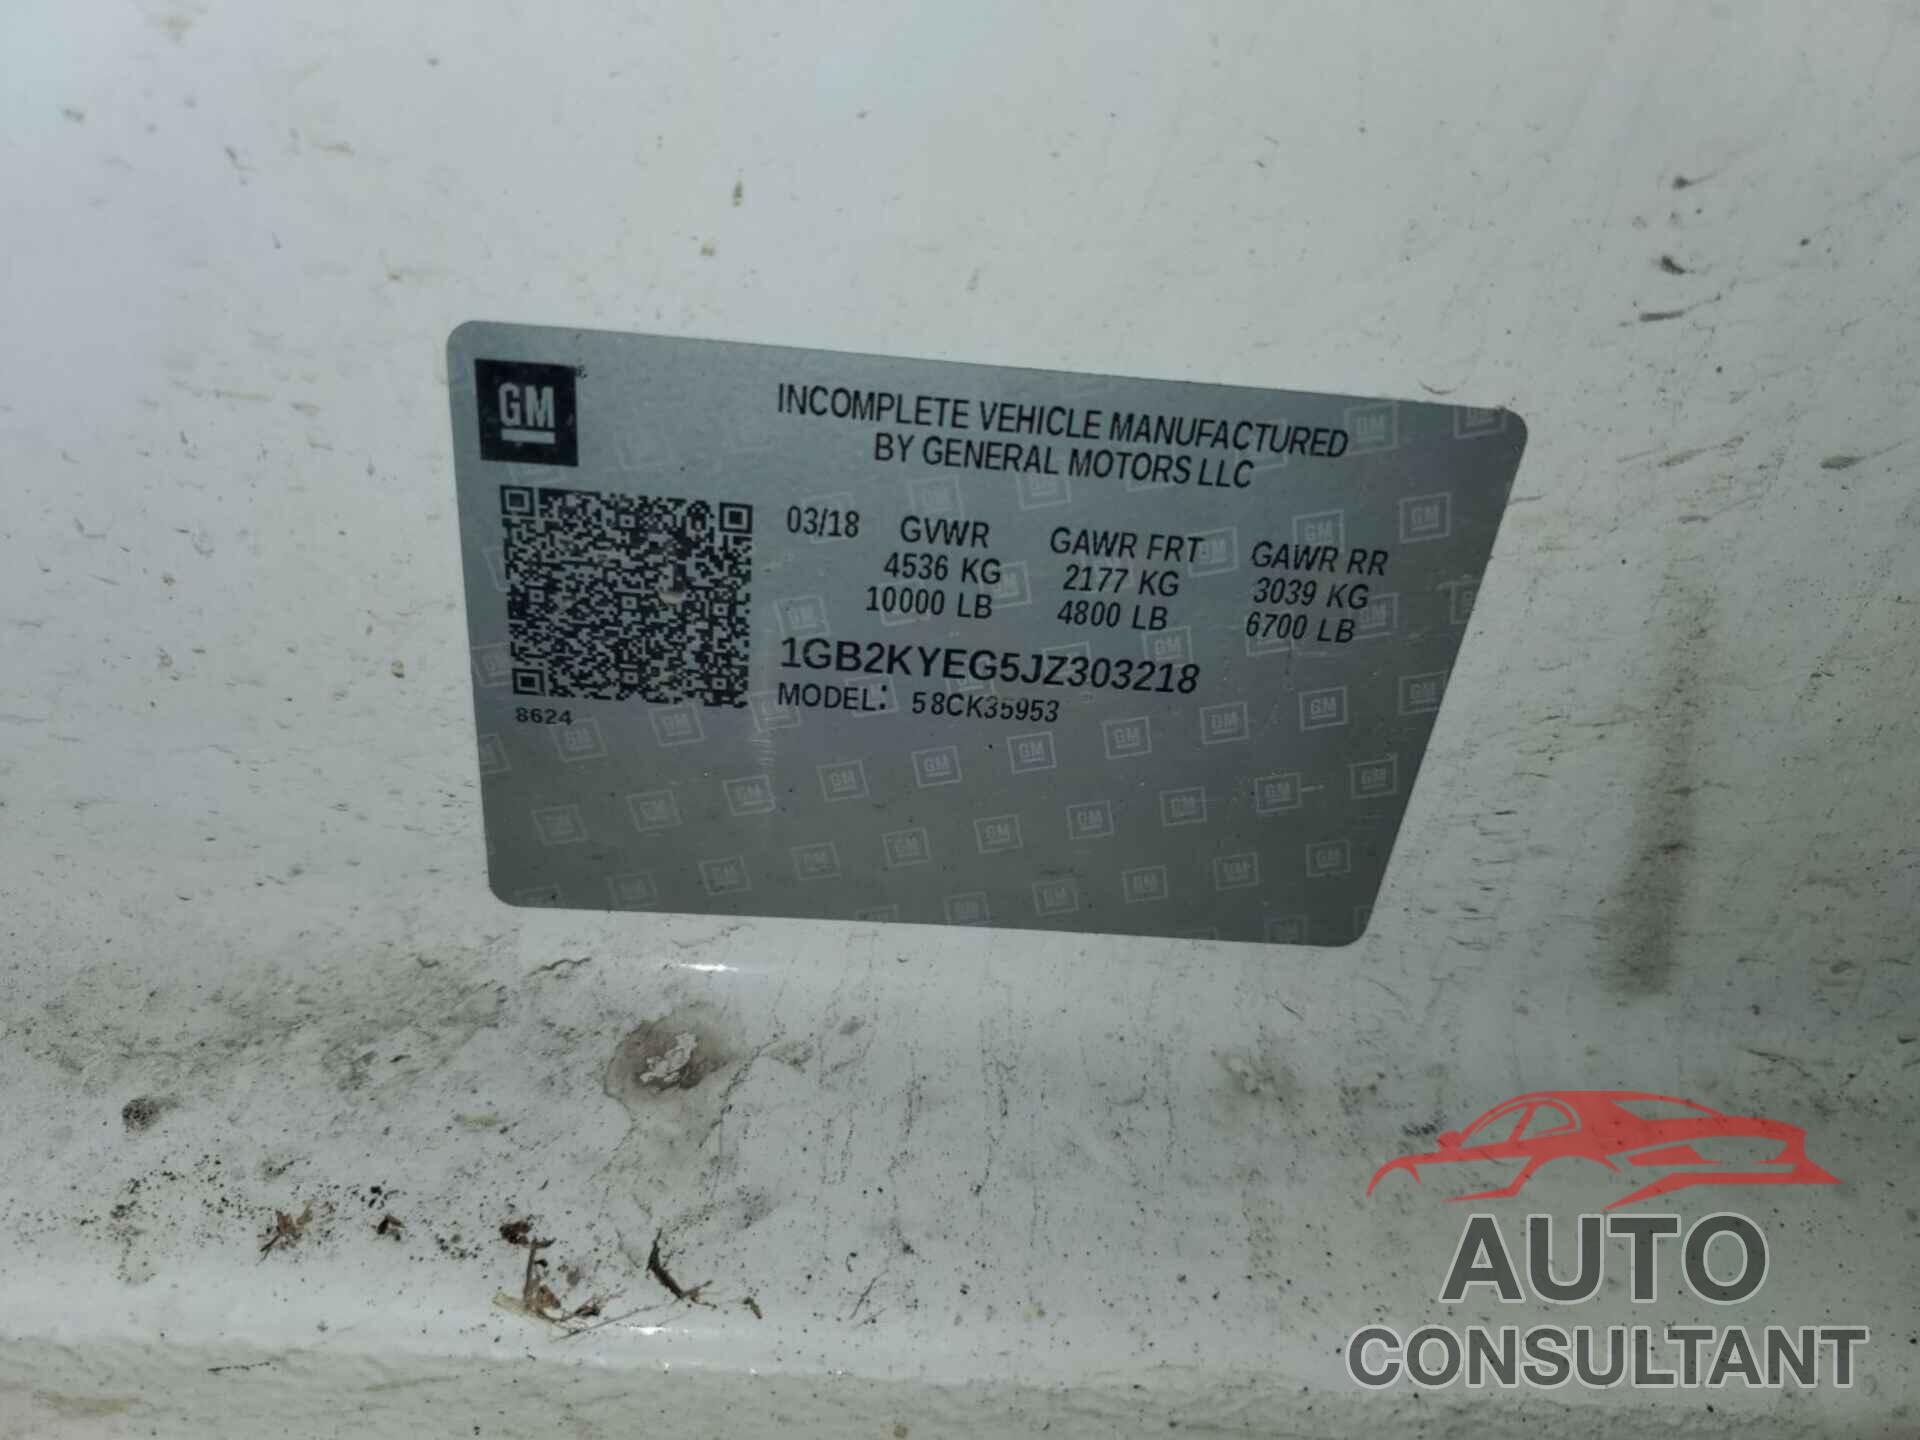 GM
INCOMPLETE VEHICLE MANUFACTURED
BY GENERAL MOTORS LLC
03/18 GVWR GAWR FRT GAWR RR
4536 KG 2177 KG 3039 KG
10000 LB 4800 LB 6700 LB
1GB2KYEG5JZ303218
MODEL: 58CK35953
8624
AUTO
CONSULTANT